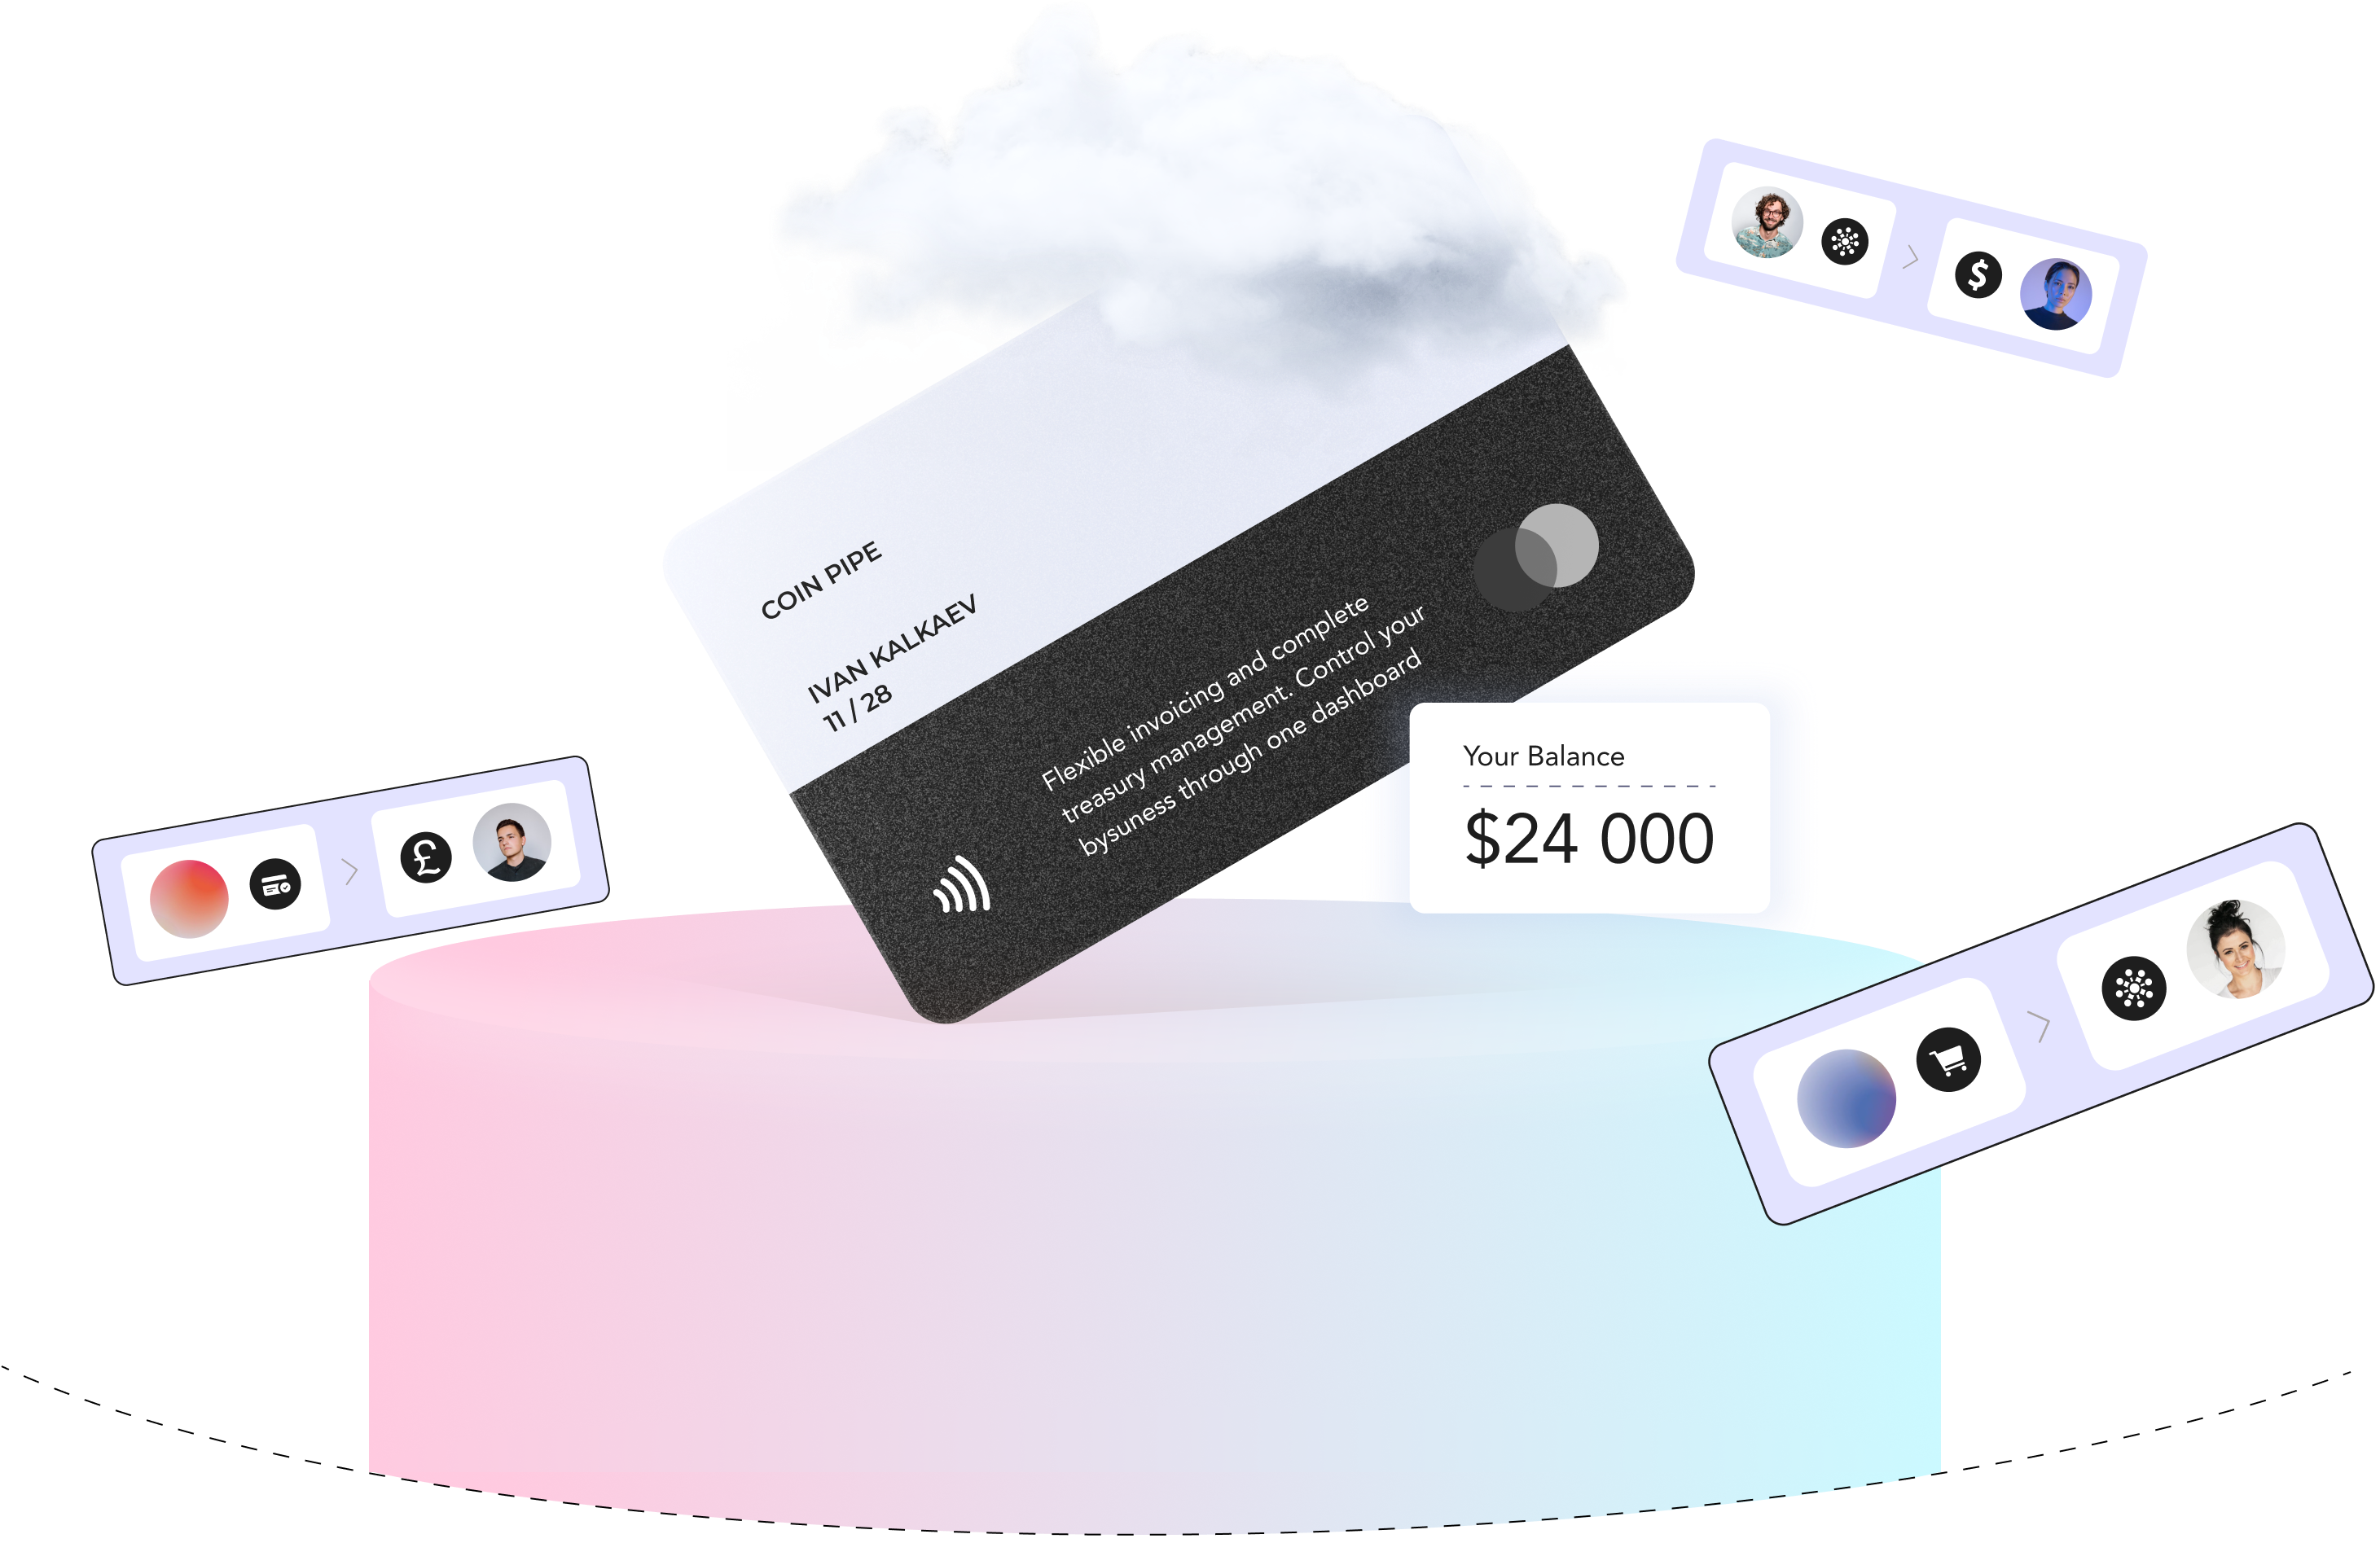 COIN PIPE
IVAN KALKAEV
11 / 28
Flexible invoicing and complete
treasury management. Control your
bysuness through one dashboard
Your Balance
$24 000
$
£